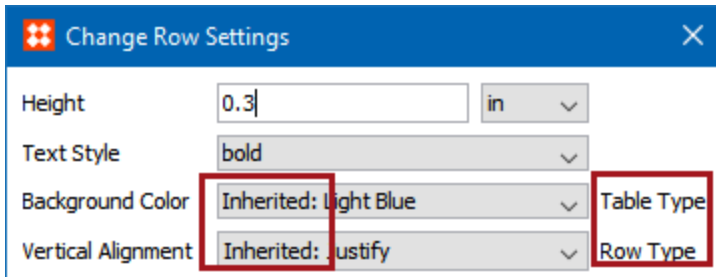 Change Row Settings
Height 0.3 in
Text Style bold
Background Color Inherited: Light Blue Table Type
Vertical Alignment Inherited: Justify Row Type